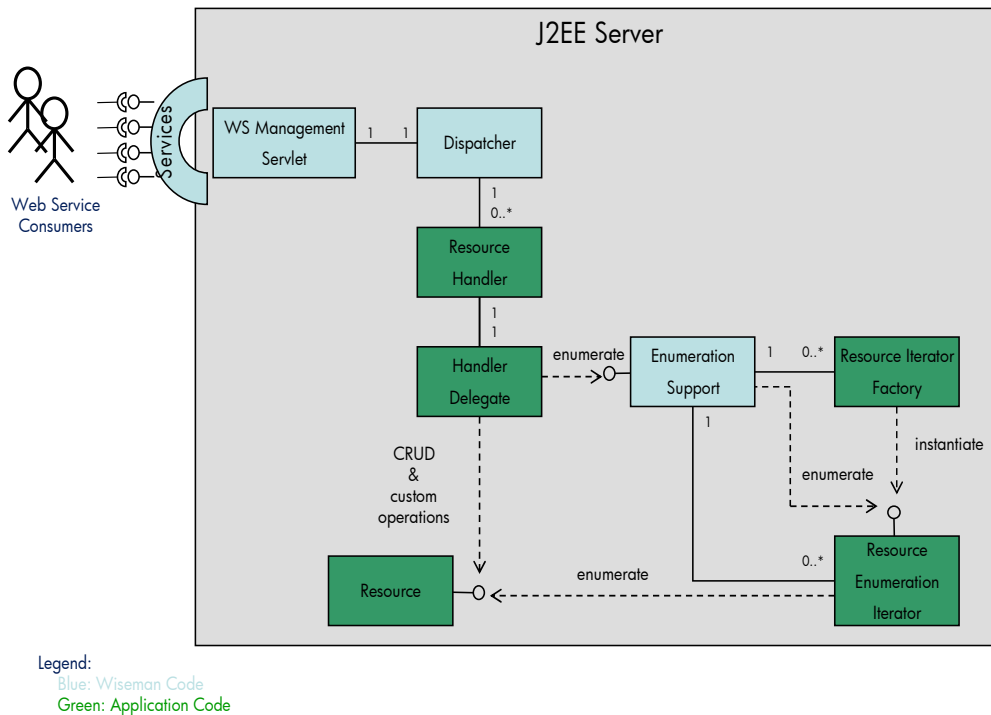 J2EE Server
Services
WS Management
Servlet
1
1
Dispatcher
Web Service
Consumers
1
0..*
Resource
Handler
1
1
Handler
Delegate
enumerate
Enumeration
Support
1
0..*
Resource Iterator
Factory
1
instantiate
CRUD
&
custom
operations
enumerate
Resource
enumerate
0..*
Resource
Enumeration
Iterator
Legend:
Blue: Wiseman Code
Green: Application Code